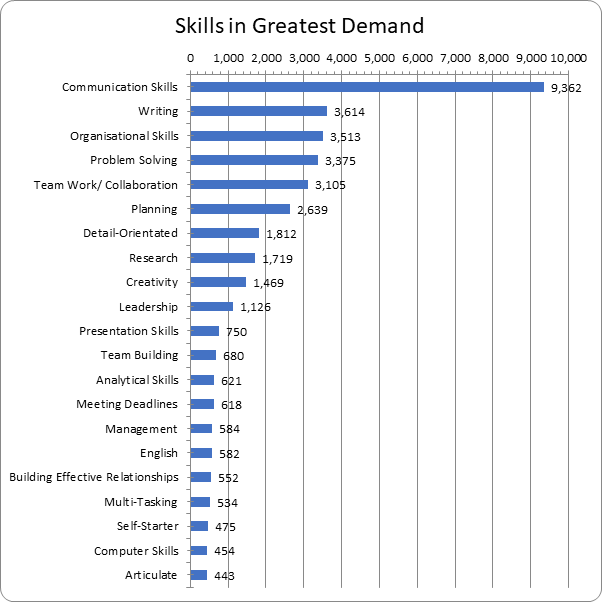 Skills in Greatest Demand
0 1,000 2,000 3,000 4,000 5,000 6,000 7,000 8,000 9,000 10,000
Communication Skills 9,362
Writing 3,614
Organisational Skills 3,513
Problem Solving 3,375
Team Work/ Collaboration 3,105
Planning 2,639
Detail-Orientated 1,812
Research 1,719
Creativity 1,469
Leadership 1,126
Presentation Skills 750
Team Building 680
Analytical Skills 621
Meeting Deadlines 618
Management 584
English 582
Building Effective Relationships 552
Multi-Tasking 534
Self-Starter 475
Computer Skills 454
Articulate 443